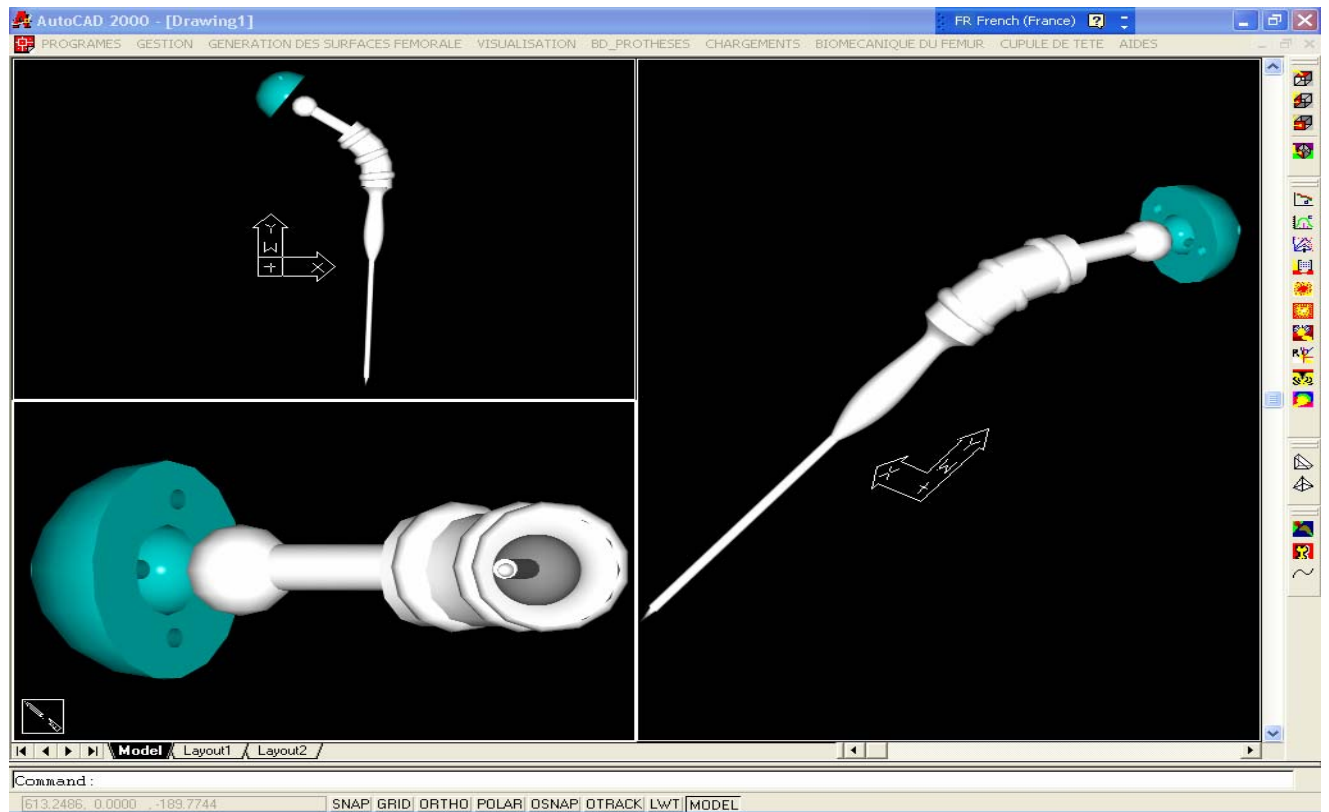 AutoCAD 2000 - [Drawing1]
FR French (France)
PROGRAMES GESTION GENERATION DES SURFACES FEMORALE VISUALISATION BD_PROTHESES CHARGEMENTS BIOMECANIQUE DU FEMUR CUPULE DE TETE AIDES
Y
W
X
X W Y
R
Model Layout1 Layout2
Command:
613.2486, 0.0000 , -189.7744 SNAP GRID ORTHO POLAR OSNAP OTRACK LWT MODEL